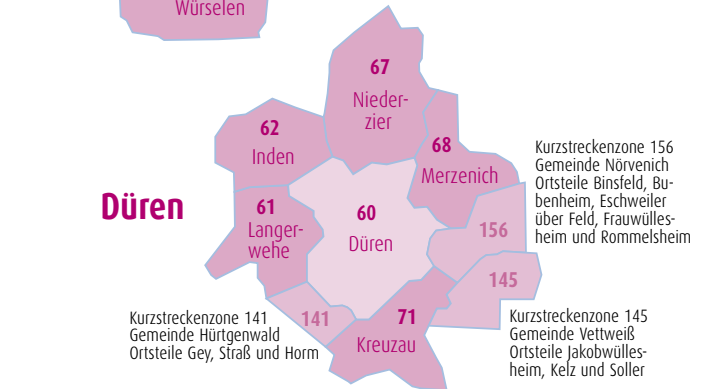 Würselen
67
Nieder-
zier
62
Inden
68
Merzenich
Kurzstreckenzone 156
Gemeinde Nörvenich
Ortsteile Binsfeld, Bu-
benheim, Eschweiler
über Feld, Frauwülles-
heim und Rommelsheim
Düren
61
Langer-
wehe
60
Düren
156
145
141
71
Kreuzau
Kurzstreckenzone 141
Gemeinde Hürtgenwald
Ortsteile Gey, Straß und Horm
Kurzstreckenzone 145
Gemeinde Vettweiß
Ortsteile Jakobwülles-
heim, Kelz und Soller